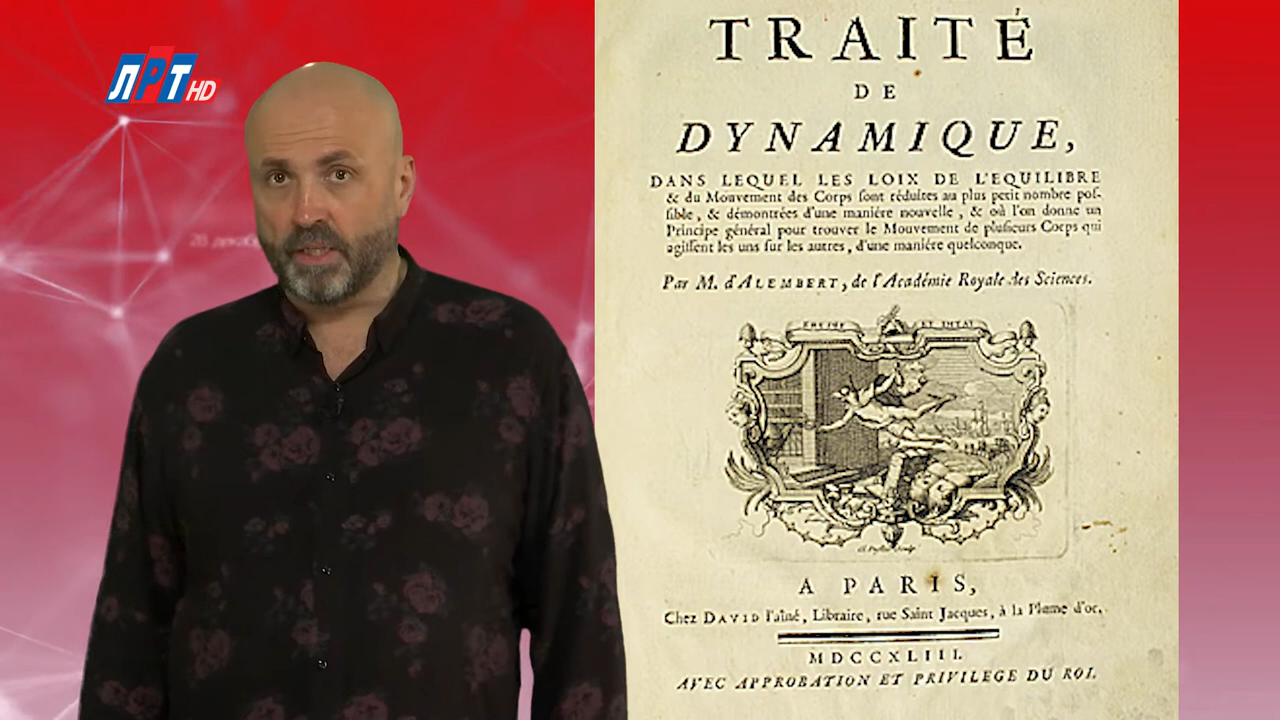 ЛРТ HD
28 декабря
TRAITÉ
DE
DYNAMIQUE,
DANS LEQUEL LES LOIX DE L'EQUILIBRE
& du Mouvement des Corps sont réduites au plus petit nombre pos-
sible, & démontrées d'une maniére nouvelle, & où l'on donne un
Principe général pour trouver le Mouvement de plusieurs Corps qui
agissent les uns sur les autres, d'une maniére quelconque.
Par M. d'ALEMBERT, de l'Académie Royale des Sciences.
A PARIS,
Chez DAVID l'aîné, Libraire, rue Saint Jacques, à la Plume d'or.
MDCCXLIII.
AVEC APPROBATION ET PRIVILEGE DU ROI.